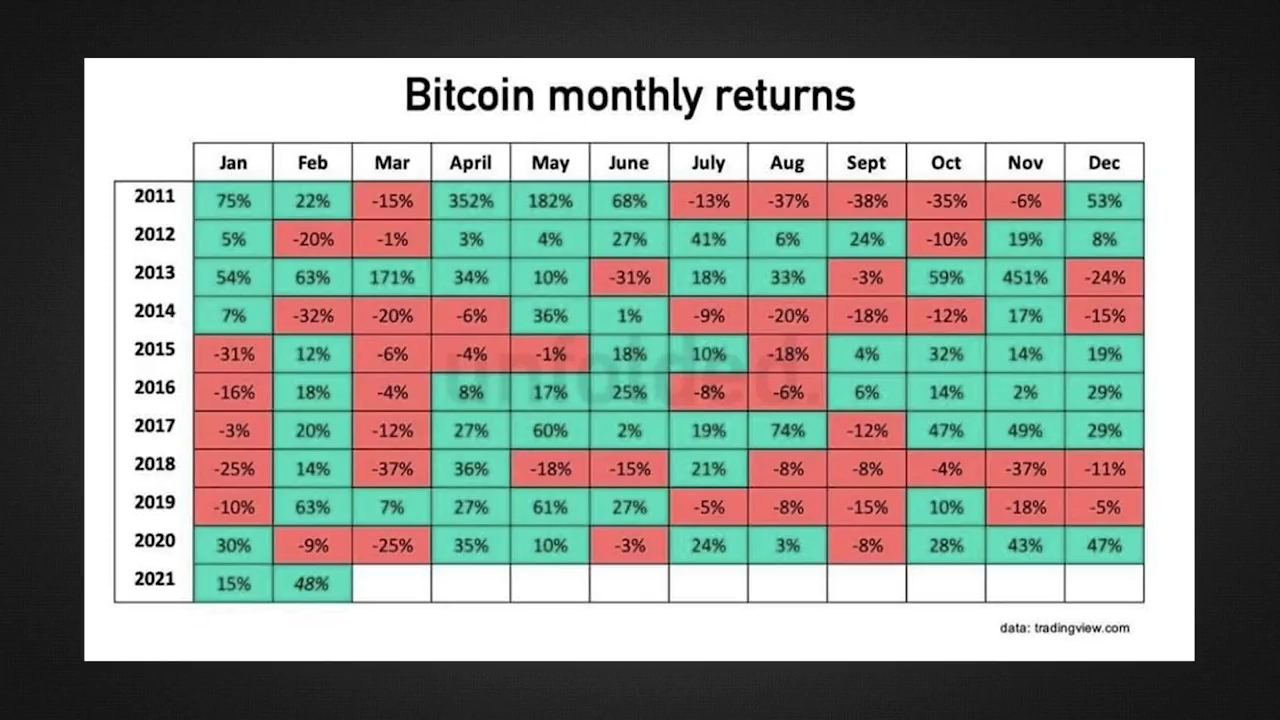 Bitcoin monthly returns
Jan Feb Mar April May June July Aug Sept Oct Nov Dec
2011 75% 22% -15% 352% 182% 68% -13% -37% -38% -35% -6% 53%
2012 5% -20% -1% 3% 4% 27% 41% 6% 24% -10% 19% 8%
2013 54% 63% 171% 34% 10% -31% 18% 33% -3% 59% 451% -24%
2014 7% -32% -20% -6% 36% 1% -9% -20% -18% -12% 17% -15%
2015 -31% 12% -6% -4% -1% 18% 10% -18% 4% 32% 14% 19%
unfolded.
2016 -16% 18% -4% 8% 17% 25% -8% -6% 6% 14% 2% 29%
2017 -3% 20% -12% 27% 60% 2% 19% 74% -12% 47% 49% 29%
2018 -25% 14% -37% 36% -18% -15% 21% -8% -8% -4% -37% -11%
2019 -10% 63% 7% 27% 61% 27% -5% -8% -15% 10% -18% -5%
2020 30% -9% -25% 35% 10% -3% 24% 3% -8% 28% 43% 47%
2021 15% 48%
data: tradingview.com